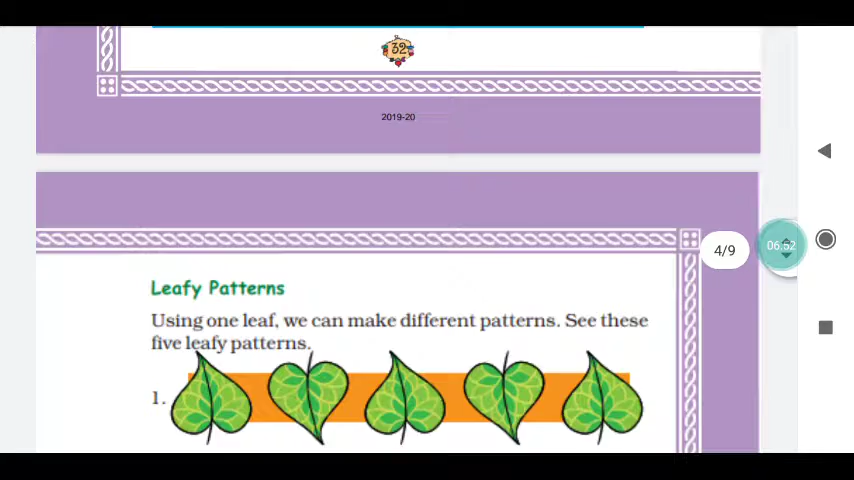 32
2019-20
4/9
06:52
Leafy Patterns
Using one leaf, we can make different patterns. See these
five leafy patterns.
1.